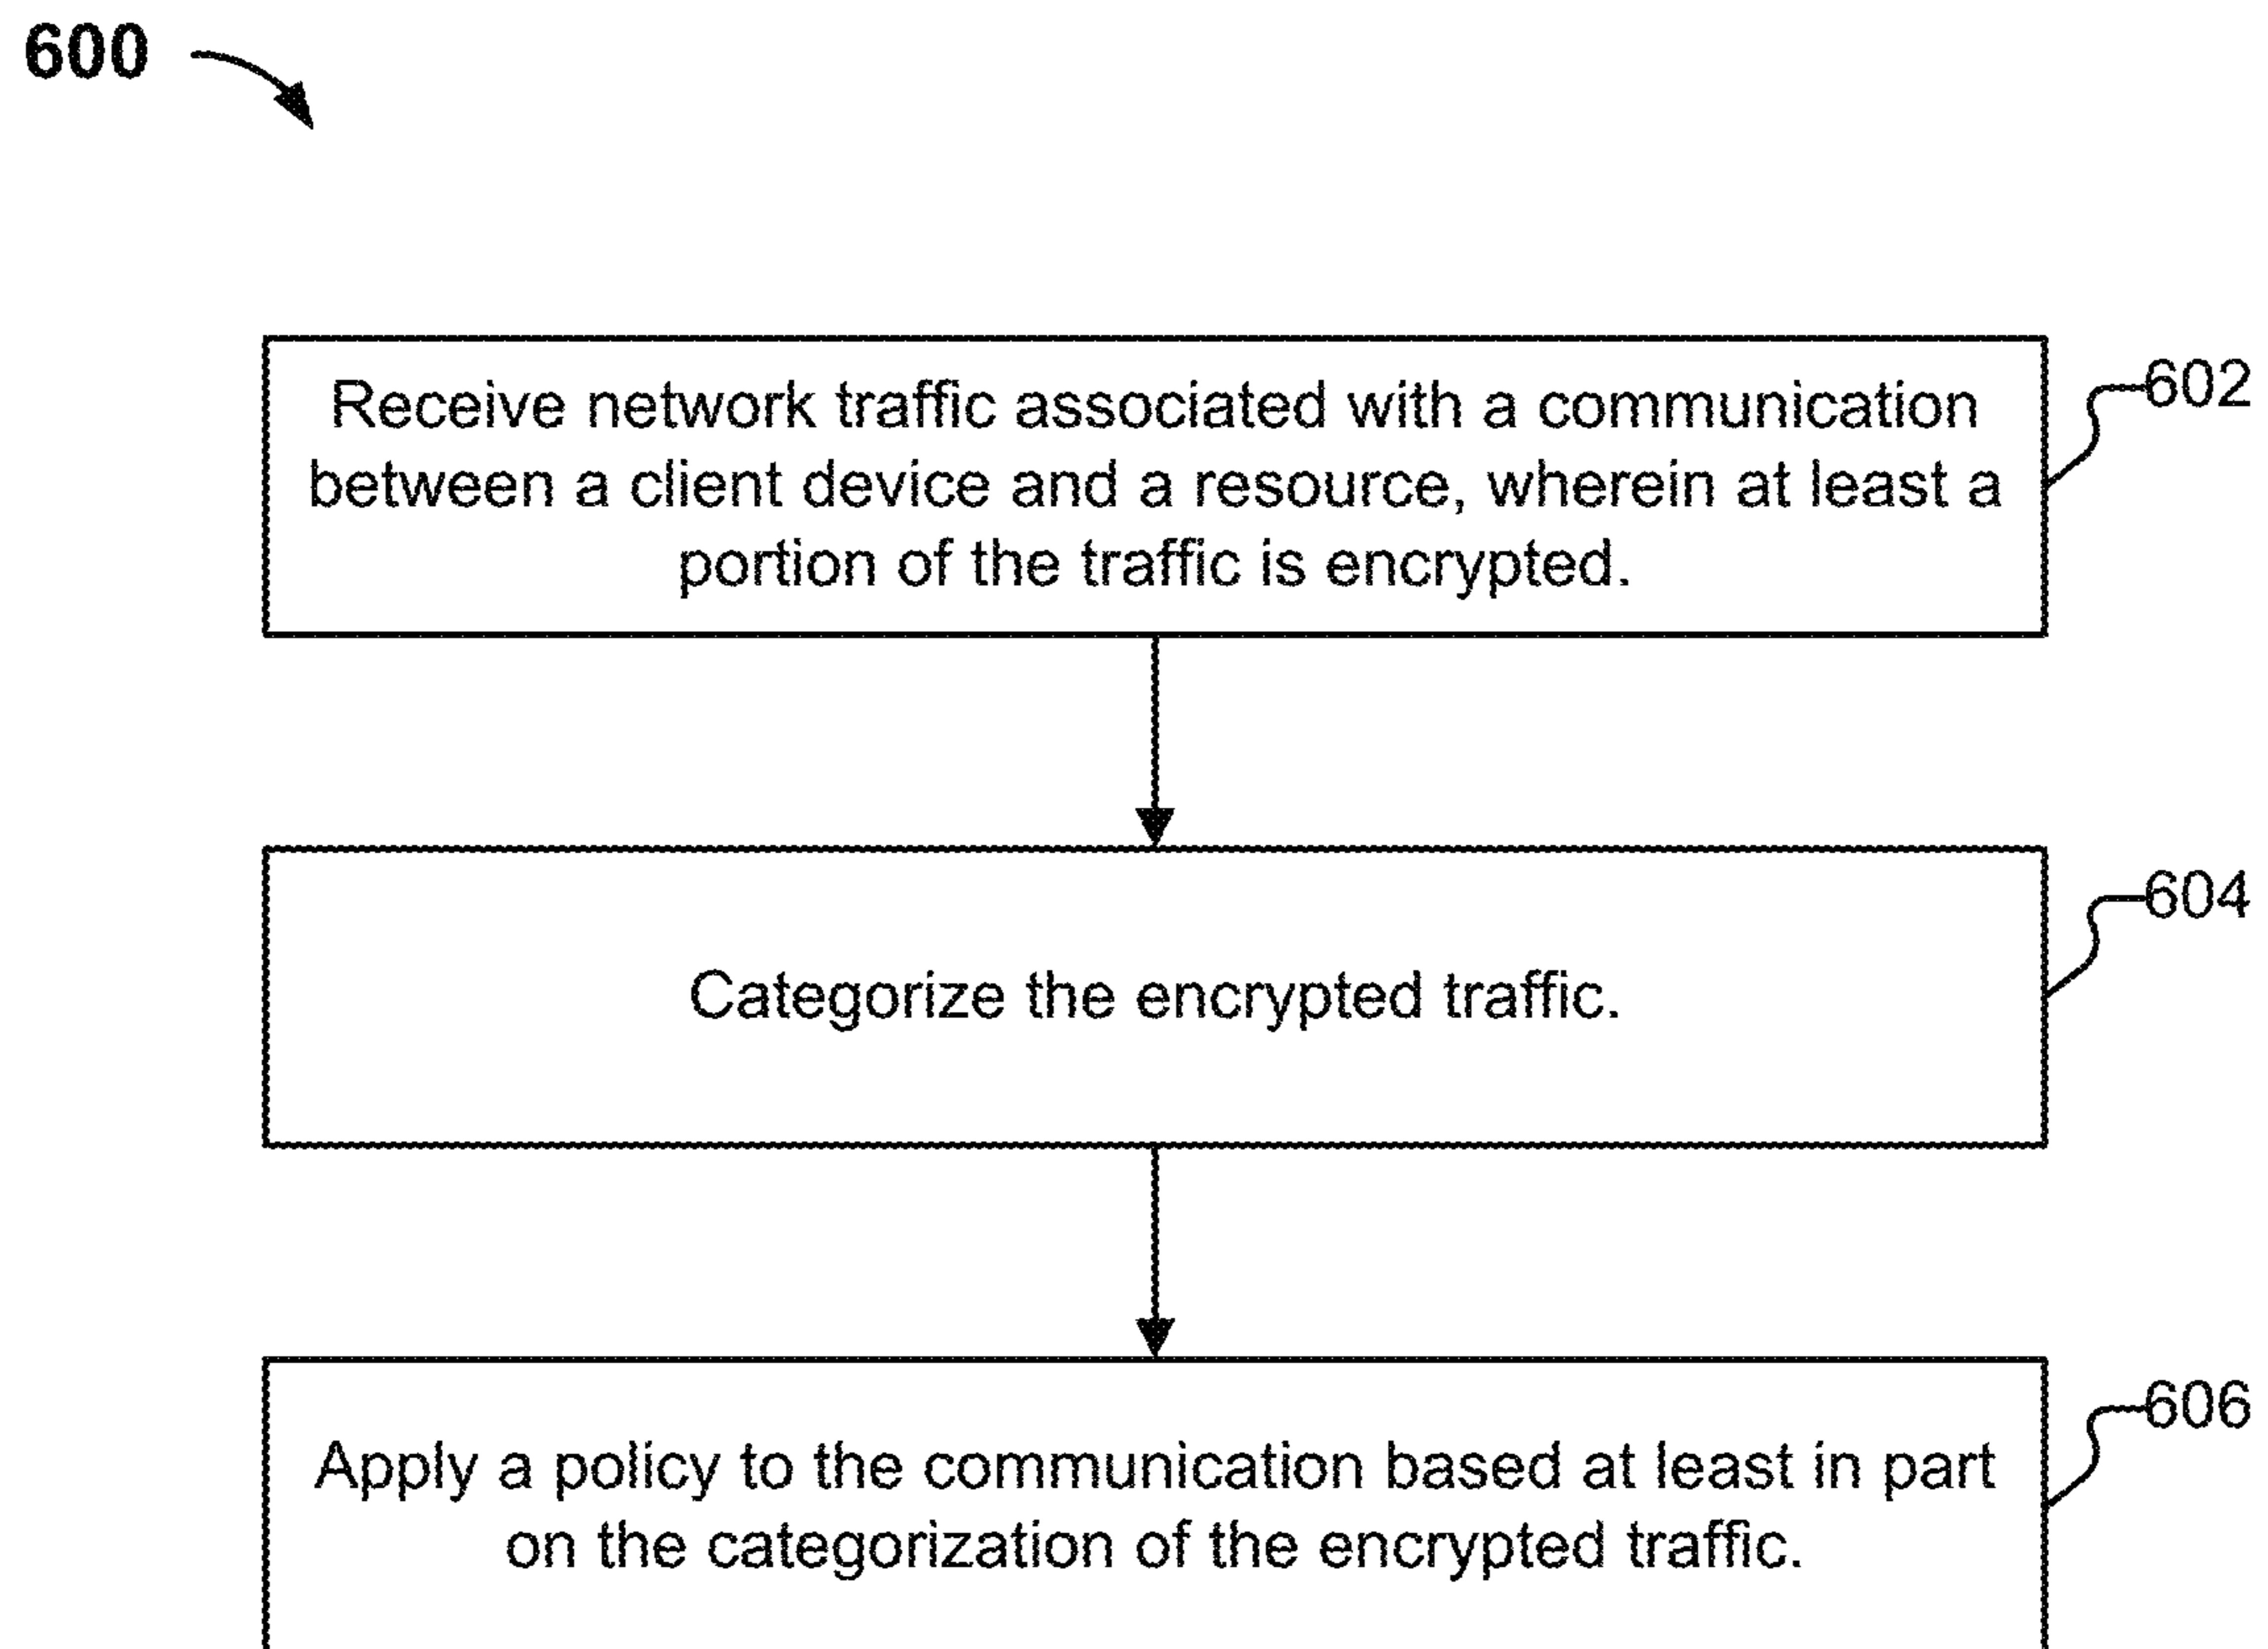 600
Receive network traffic associated with a communication
between a client device and a resource, wherein at least a
portion of the traffic is encrypted.
602
Categorize the encrypted traffic.
604
Apply a policy to the communication based at least in part
on the categorization of the encrypted traffic.
606